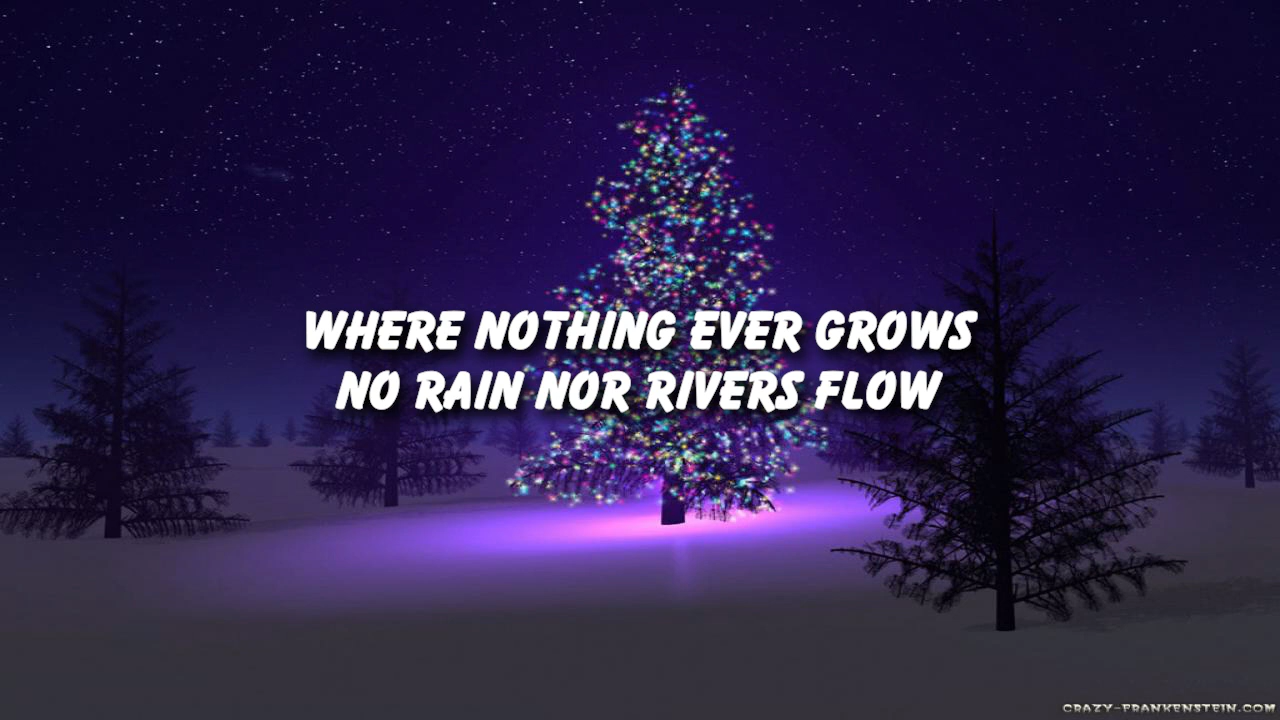 WHERE NOTHING EVER GROWS
NO RAIN NOR RIVERS FLOW
CRAZY-FRANKENSTEIN.COM